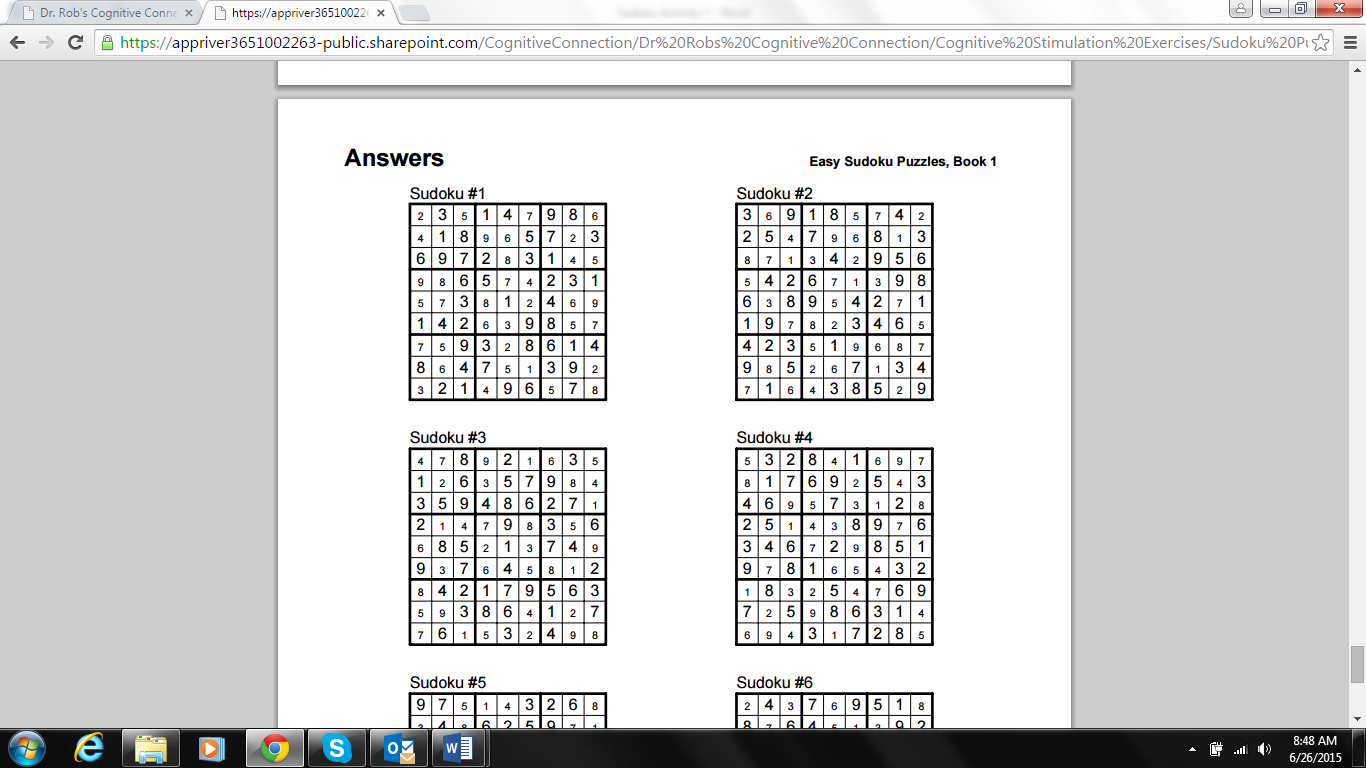 Dr. Rob's Cognitive Conne
https://appriver3651002263
https://appriver3651002263-public.sharepoint.com/CognitiveConnection/Dr%20Robs%20Cognitive%20Connection/Cognitive%20Stimulation%20Exercises/Sudoku%20Pu
Answers
Easy Sudoku Puzzles, Book 1
Sudoku #1
Sudoku #2
2 3 5 1 4 7 9 8 6
3 6 9 1 8 5 7 4 2
4 1 8 9 6 5 7 2 3
2 5 4 7 9 6 8 1 3
6 9 7 2 8 3 1 4 5
8 7 1 3 4 2 9 5 6
9 8 6 5 7 4 2 3 1
5 4 2 6 7 1 3 9 8
5 7 3 8 1 2 4 6 9
6 3 8 9 5 4 2 7 1
1 4 2 6 3 9 8 5 7
1 9 7 8 2 3 4 6 5
7 5 9 3 2 8 6 1 4
4 2 3 5 1 9 6 8 7
8 6 4 7 5 1 3 9 2
9 8 5 2 6 7 1 3 4
3 2 1 4 9 6 5 7 8
7 1 6 4 3 8 5 2 9
Sudoku #3
Sudoku #4
4 7 8 9 2 1 6 3 5
5 3 2 8 4 1 6 9 7
1 2 6 3 5 7 9 8 4
8 1 7 6 9 2 5 4 3
3 5 9 4 8 6 2 7 1
4 6 9 5 7 3 1 2 8
2 1 4 7 9 8 3 5 6
2 5 1 4 3 8 9 7 6
6 8 5 2 1 3 7 4 9
3 4 6 7 2 9 8 5 1
9 3 7 6 4 5 8 1 2
9 7 8 1 6 5 4 3 2
8 4 2 1 7 9 5 6 3
1 8 3 2 5 4 7 6 9
5 9 3 8 6 4 1 2 7
7 2 5 9 8 6 3 1 4
7 6 1 5 3 2 4 9 8
6 9 4 3 1 7 2 8 5
Sudoku #5
Sudoku #6
9 7 5 1 4 3 2 6 8
2 4 3 7 6 9 5 1 8
3 4 8 6 2 5 9 7 1
8 7 6 4 5 1 3 9 2
8:48 AM
6/26/2015